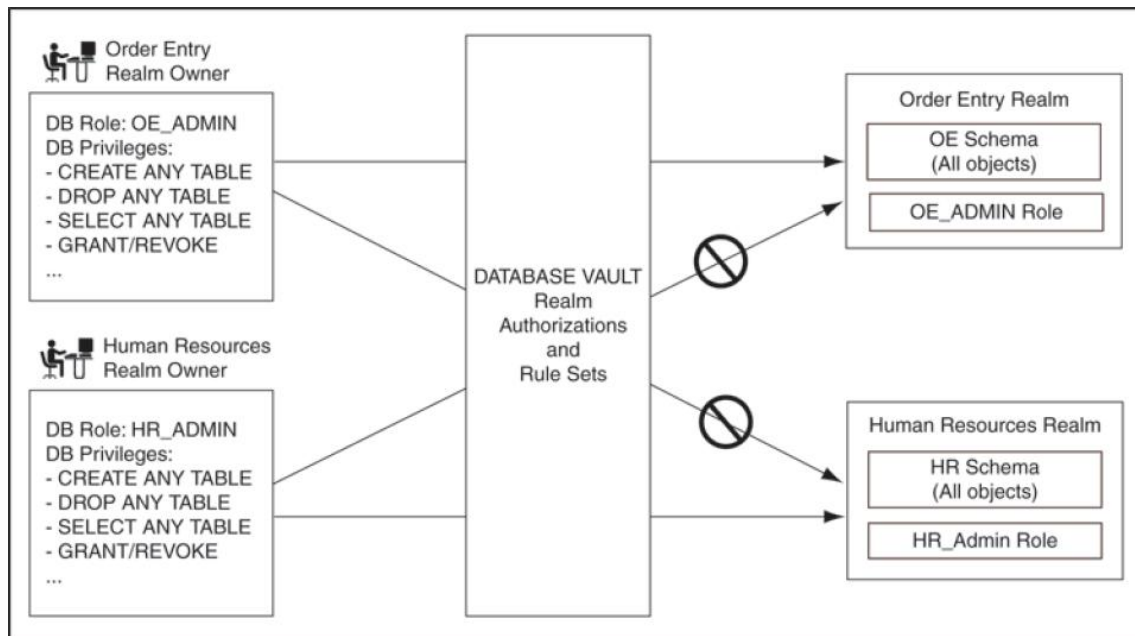 Order Entry
Realm Owner
DB Role: OE_ADMIN
DB Privileges:
- CREATE ANY TABLE
- DROP ANY TABLE
- SELECT ANY TABLE
- GRANT/REVOKE
...
Human Resources
Realm Owner
DB Role: HR_ADMIN
DB Privileges:
- CREATE ANY TABLE
- DROP ANY TABLE
- SELECT ANY TABLE
- GRANT/REVOKE
...
DATABASE VAULT
Realm
Authorizations
and
Rule Sets
Order Entry Realm
OE Schema
(All objects)
OE_ADMIN Role
Human Resources Realm
HR Schema
(All objects)
HR_Admin Role